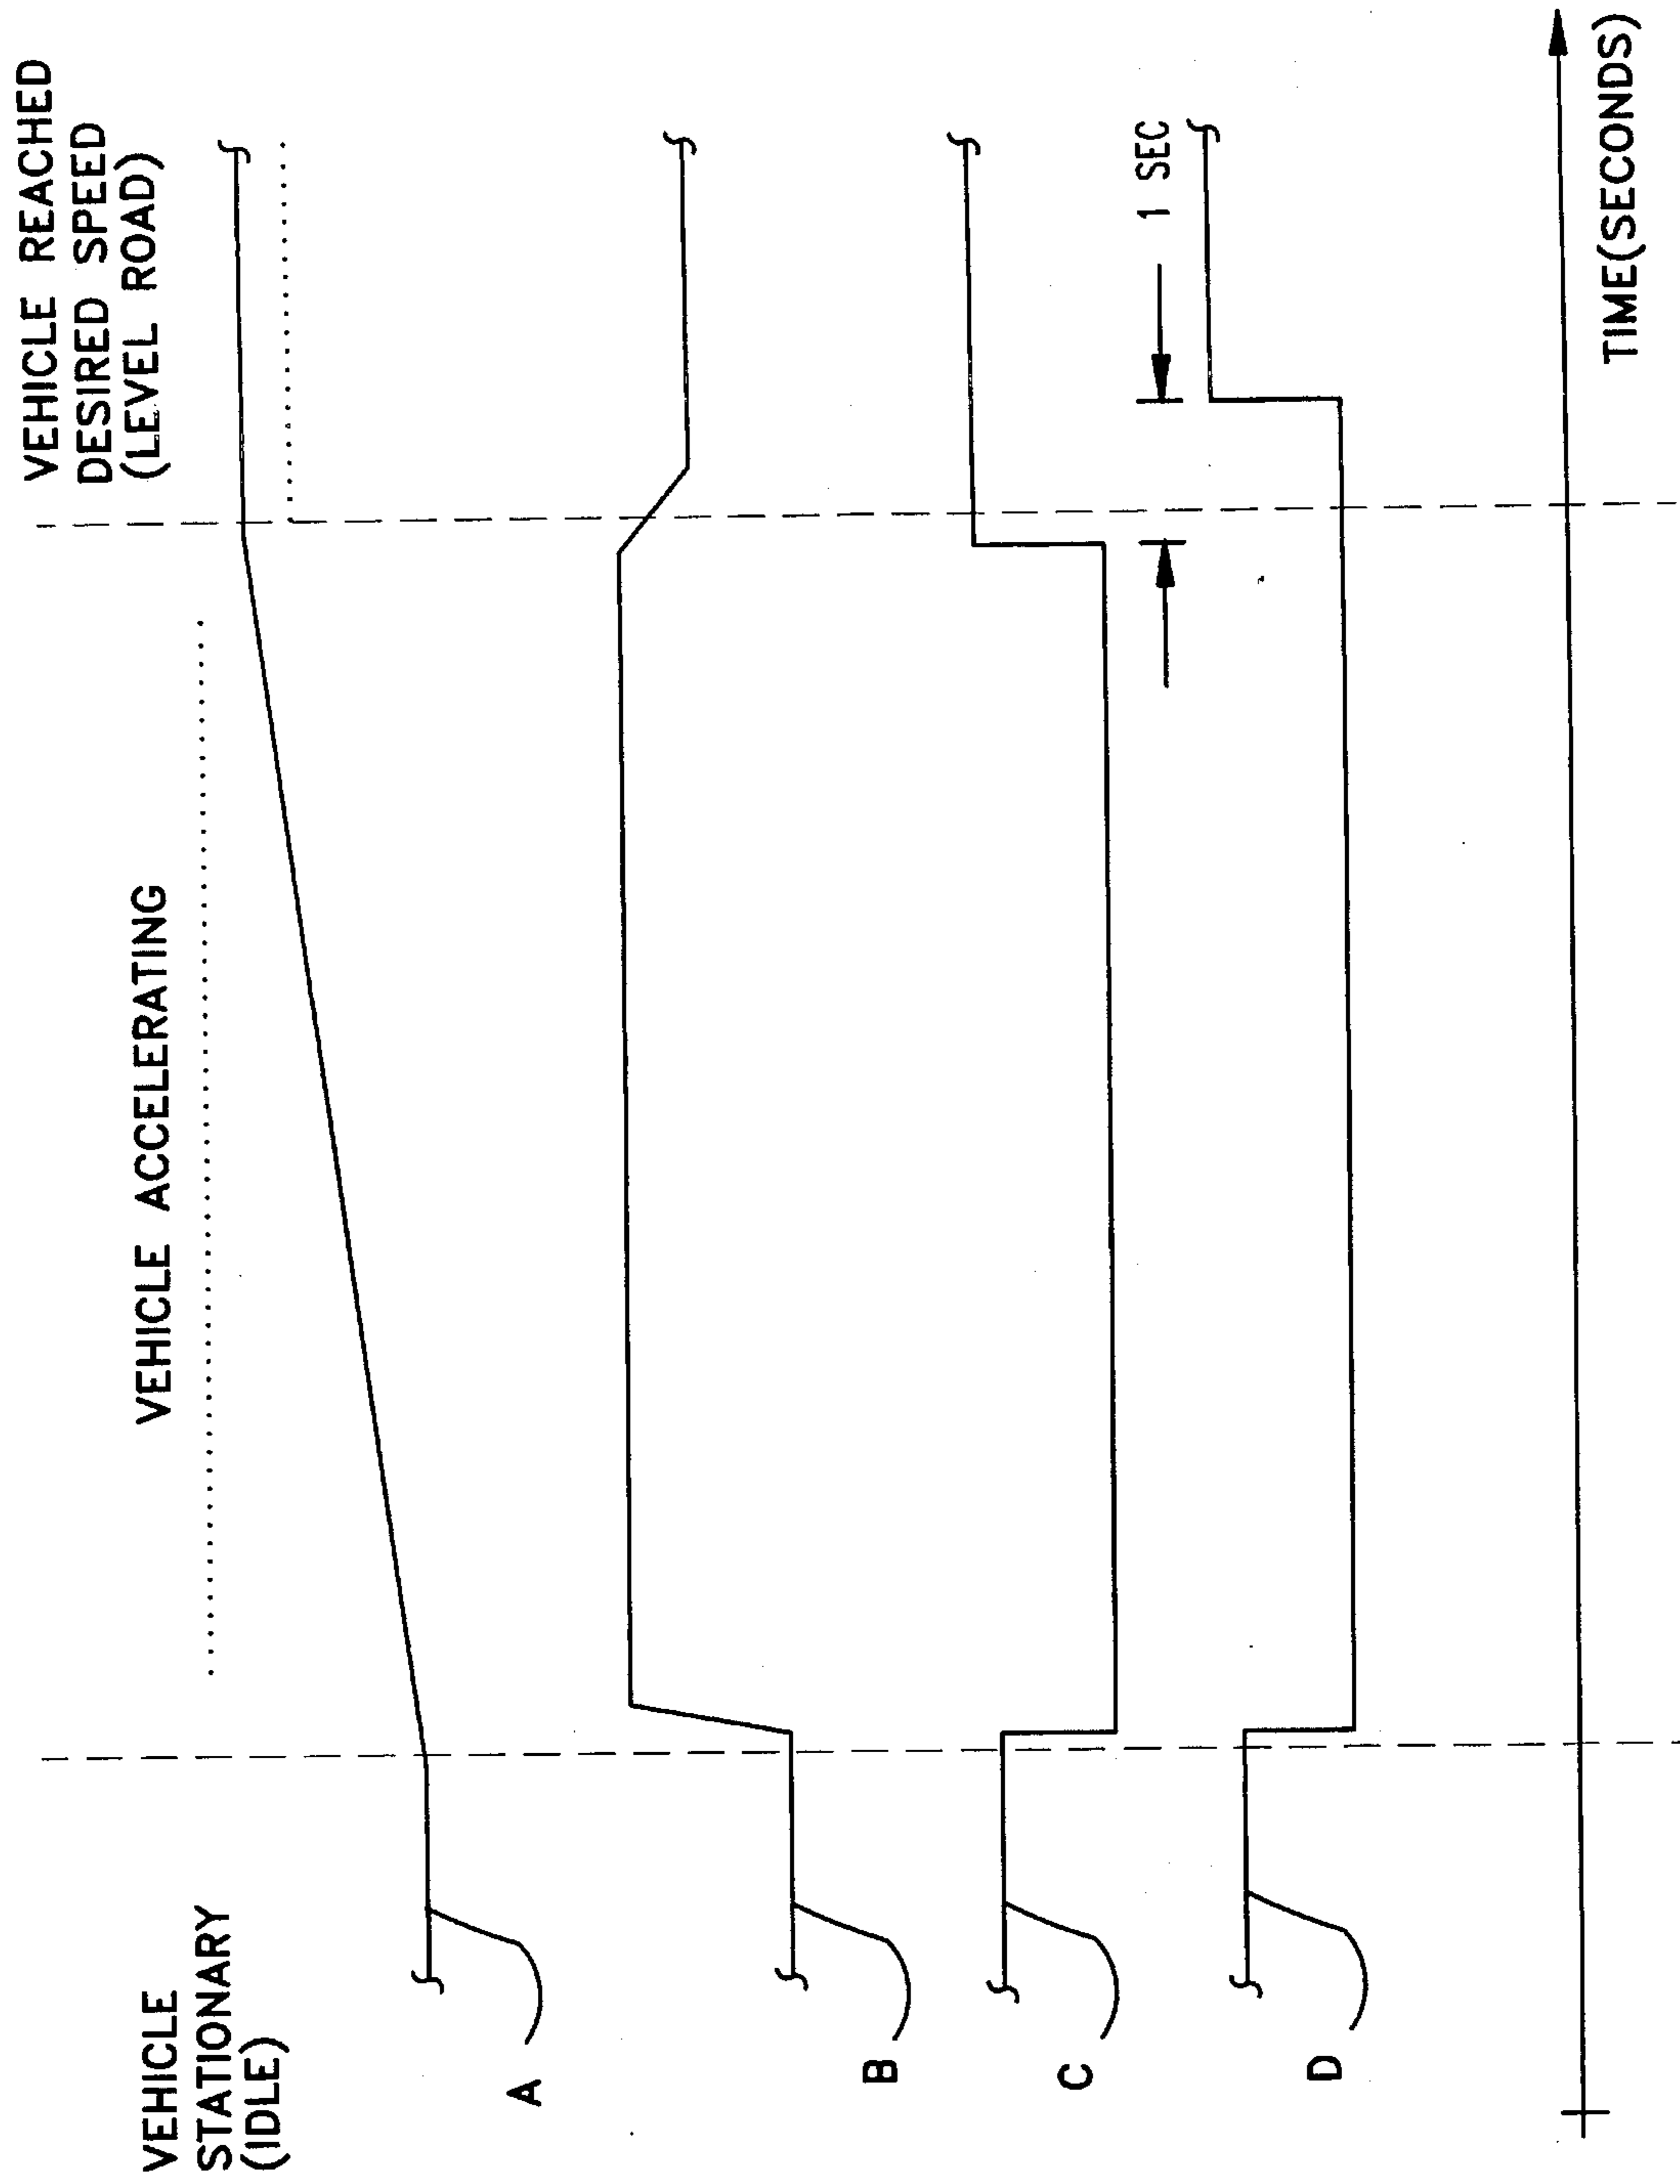 VEHICLE
STATIONARY
(IDLE)
VEHICLE ACCELERATING
VEHICLE REACHED
DESIRED SPEED
(LEVEL ROAD)
A
B
C
1 SEC
D
TIME(SECONDS)